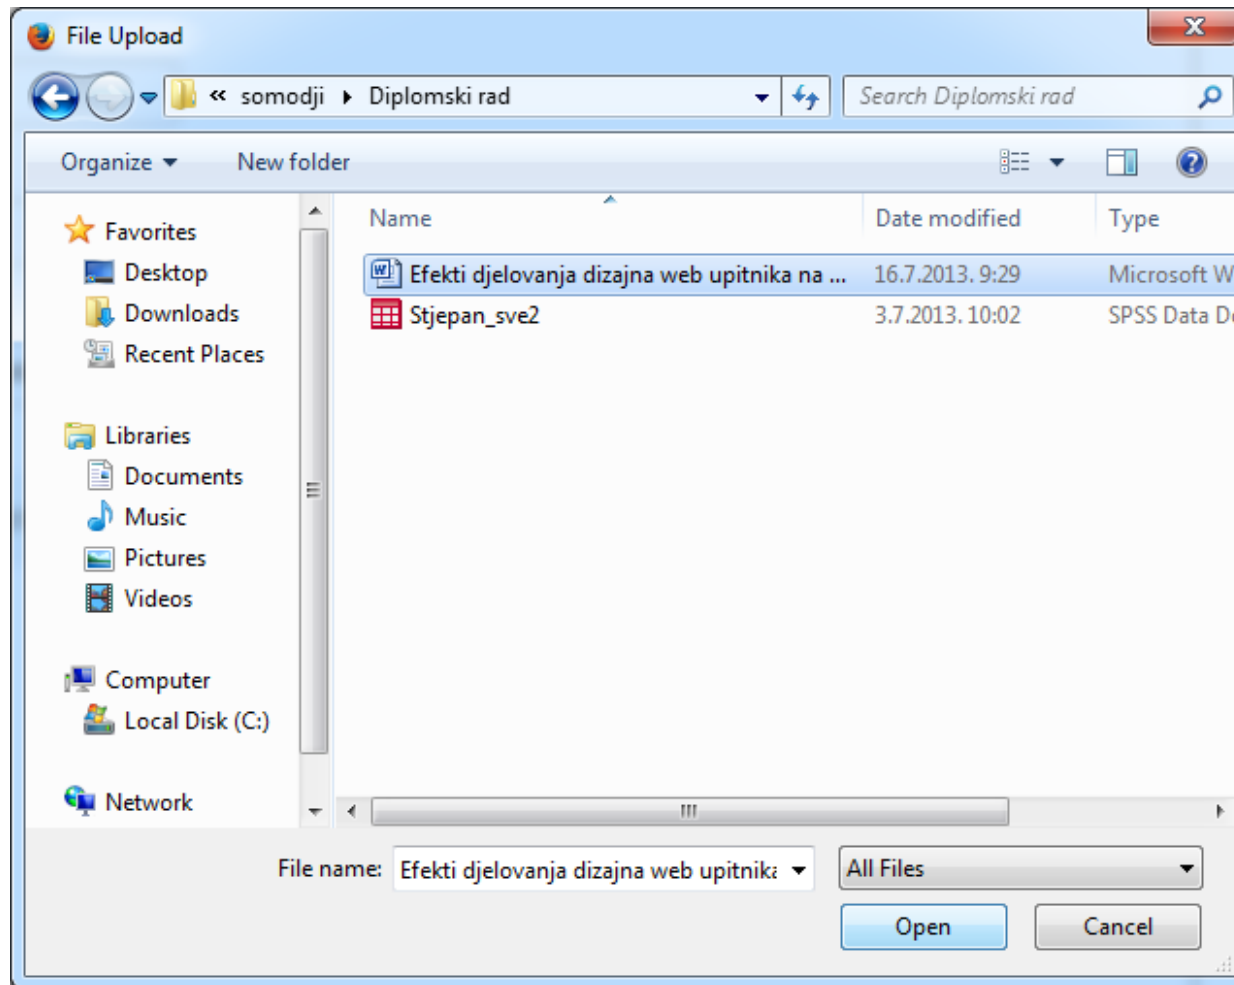 File Upload
« somodji ▸ Diplomski rad
Search Diplomski rad
Organize
New folder
Name
Date modified
Type
Favorites
Desktop
Downloads
Recent Places
Libraries
Documents
Music
Pictures
Videos
Computer
Local Disk (C:)
Network
Efekti djelovanja dizajna web upitnika na ...
16.7.2013. 9:29
Microsoft W
Stjepan_sve2
3.7.2013. 10:02
SPSS Data D
File name:
Efekti djelovanja dizajna web upitnik
All Files
Open
Cancel